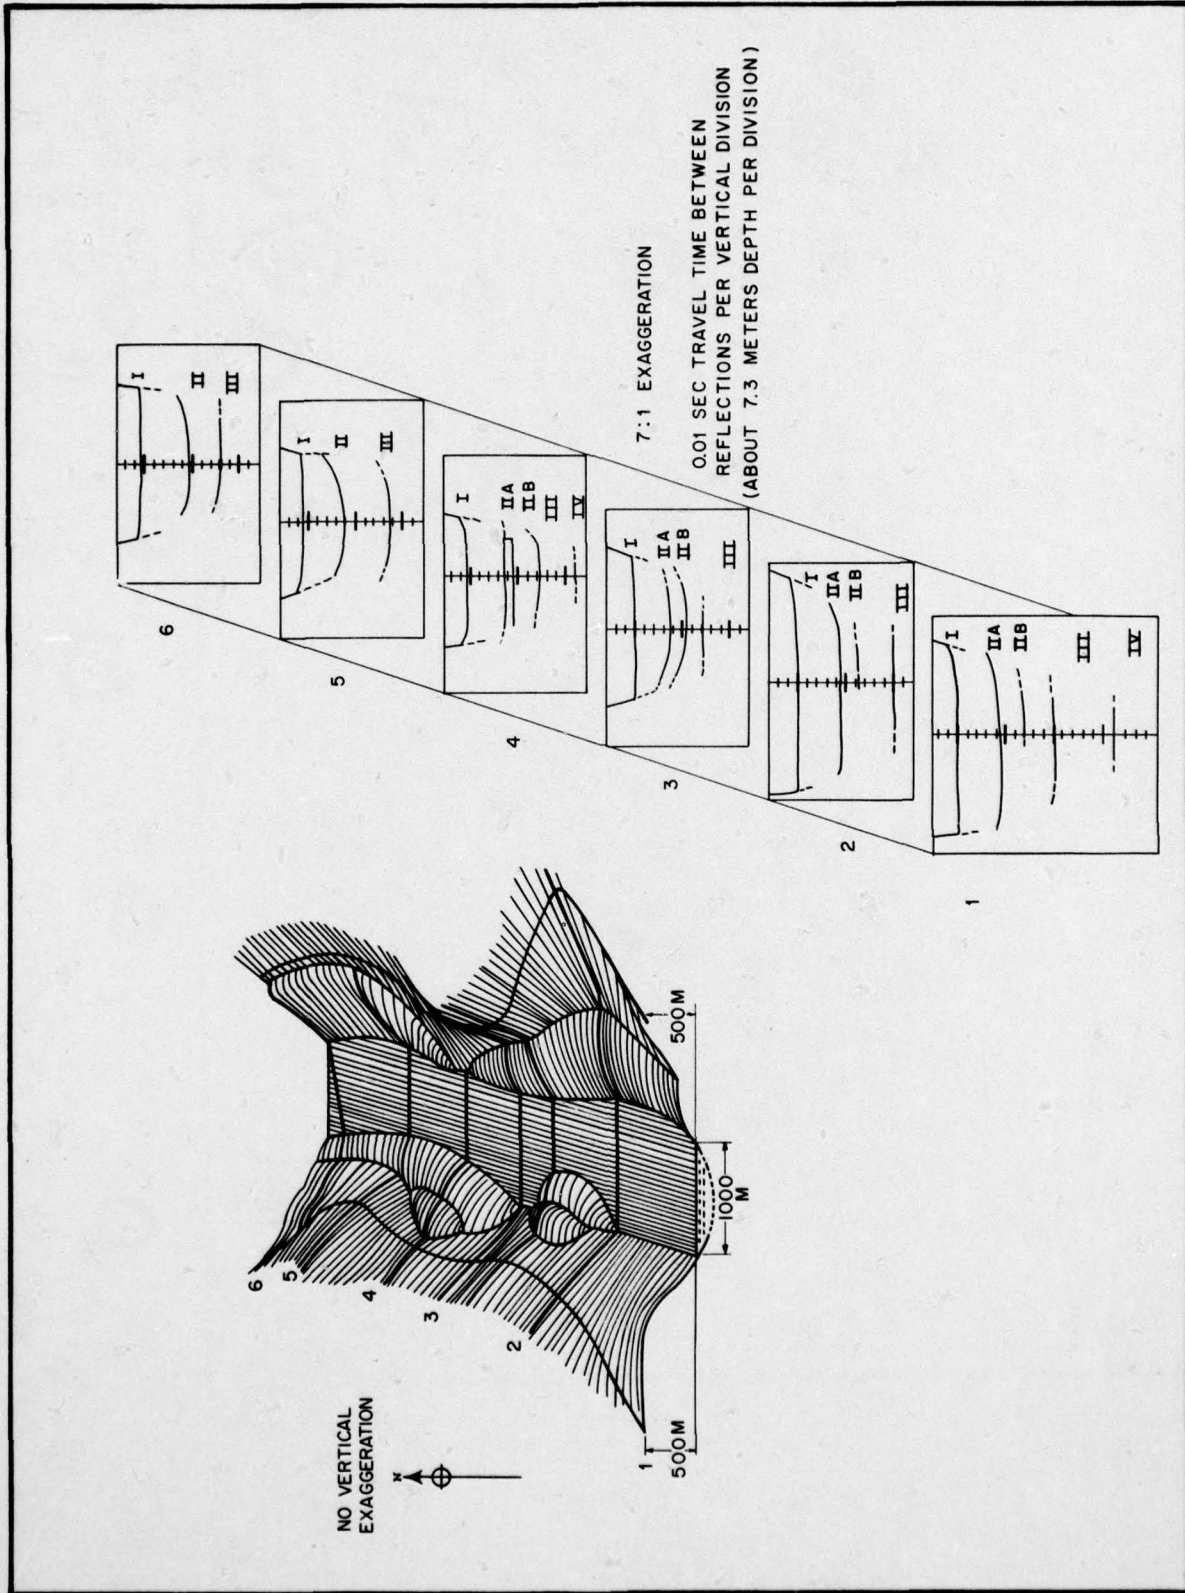 NO VERTICAL
EXAGGERATION
N
6
5
4
3
2
1
500M
1000
M
500M
6
I
II
III
5
I
II
III
4
I
IIA
IIB
III
IV
3
I
IIA
IIB
III
2
I
IIA
IIB
III
1
I
IIA
IIB
III
IV
7:1 EXAGGERATION
0.01 SEC TRAVEL TIME BETWEEN
REFLECTIONS PER VERTICAL DIVISION
(ABOUT 7.3 METERS DEPTH PER DIVISION)